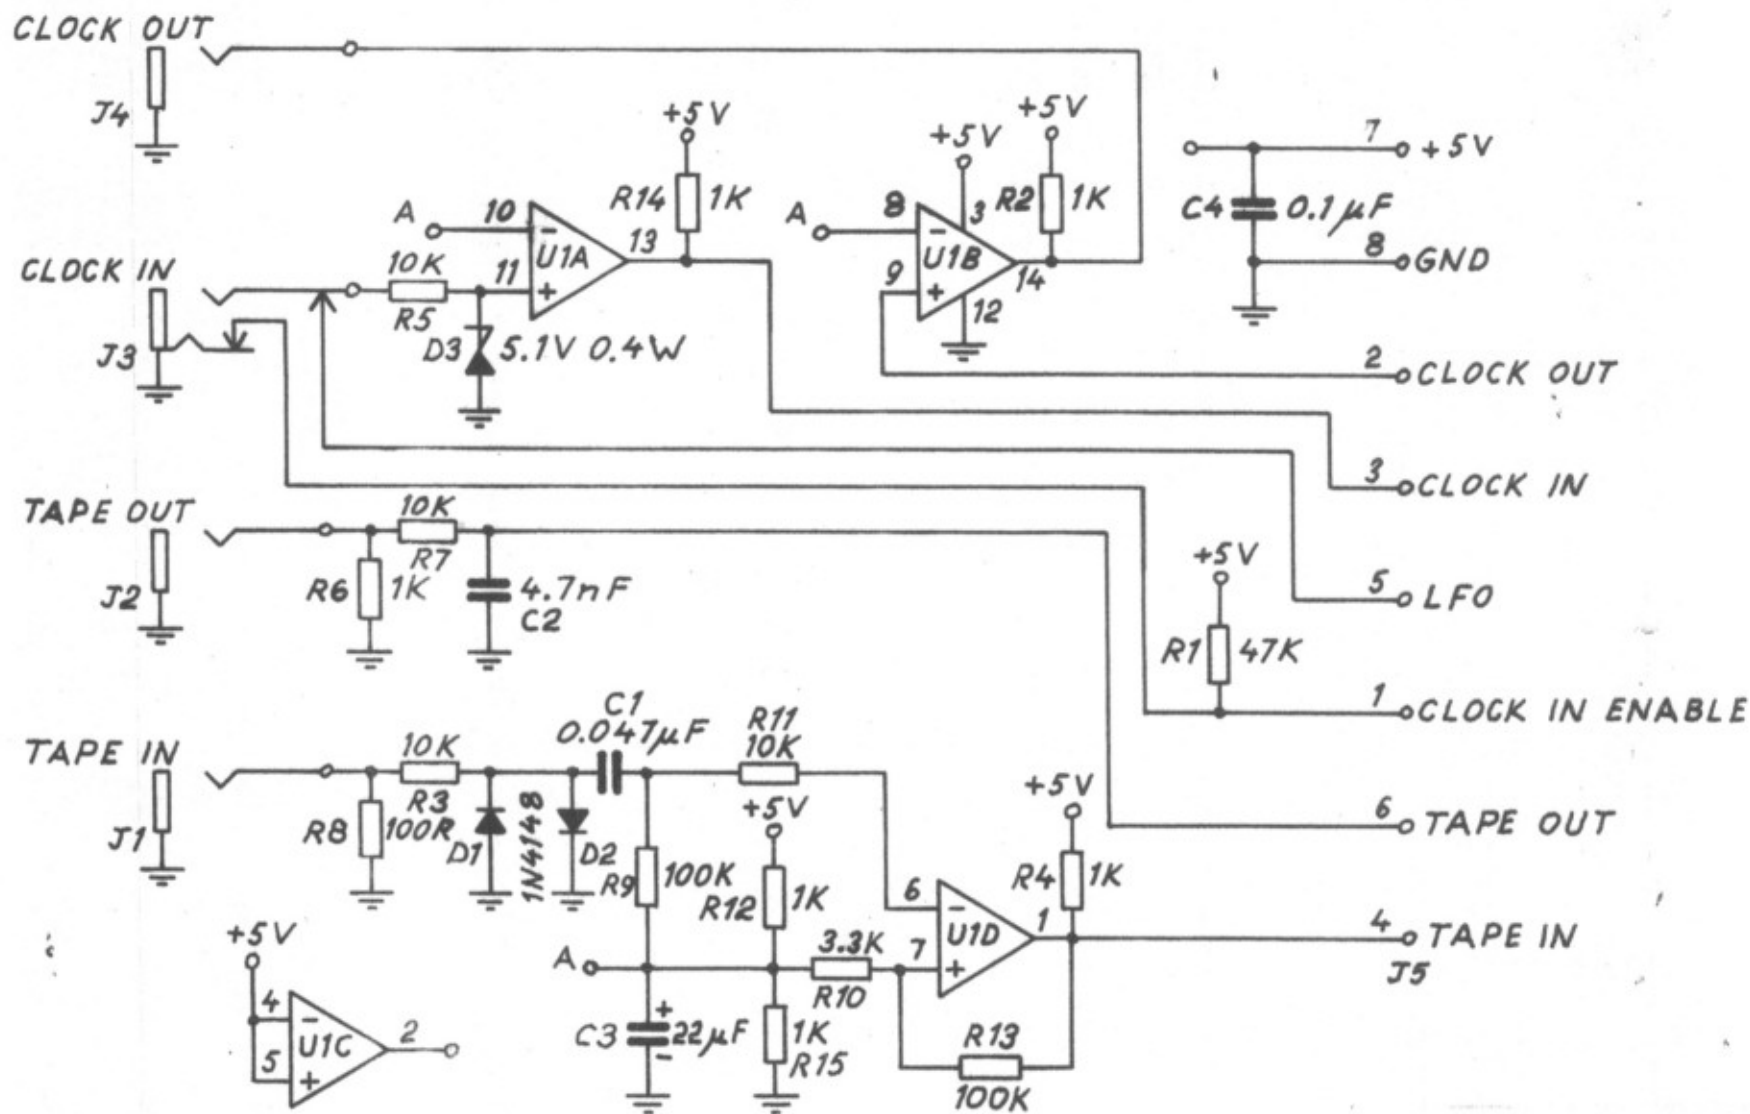 CLOCK OUT
J4
+5V
+5V
+5V
7
+5V
R14
1K
R2
1K
C4
0.1µF
A
10
A
8
3
U1A
13
U1B
14
8
GND
CLOCK IN
10K
11
9
12
R5
J3
D3
5.1V 0.4W
2
CLOCK OUT
3
CLOCK IN
TAPE OUT
10K
R7
R6
1K
4.7nF
C2
J2
+5V
5
LFO
R1
47K
1
CLOCK IN ENABLE
C1
0.047µF
R11
10K
TAPE IN
10K
R3
+5V
+5V
6
TAPE OUT
J1
R8
100R
D1
1N4148
D2
R9
100K
R12
1K
R4
1K
6
U1D
1
4
TAPE IN
J5
+5V
A
3.3K
R10
7
4
U1C
2
5
C3
+
22µF
-
1K
R15
R13
100K